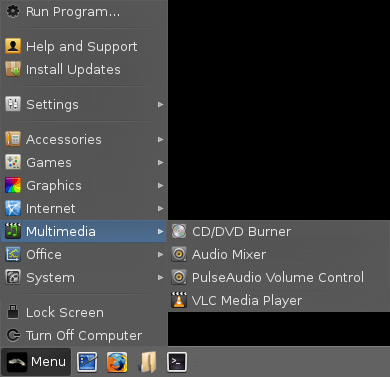 Run Program...
Help and Support
Install Updates
Settings
Accessories
Games
Graphics
Internet
Multimedia
CD/DVD Burner
Office
Audio Mixer
System
PulseAudio Volume Control
VLC Media Player
Lock Screen
Turn Off Computer
Menu